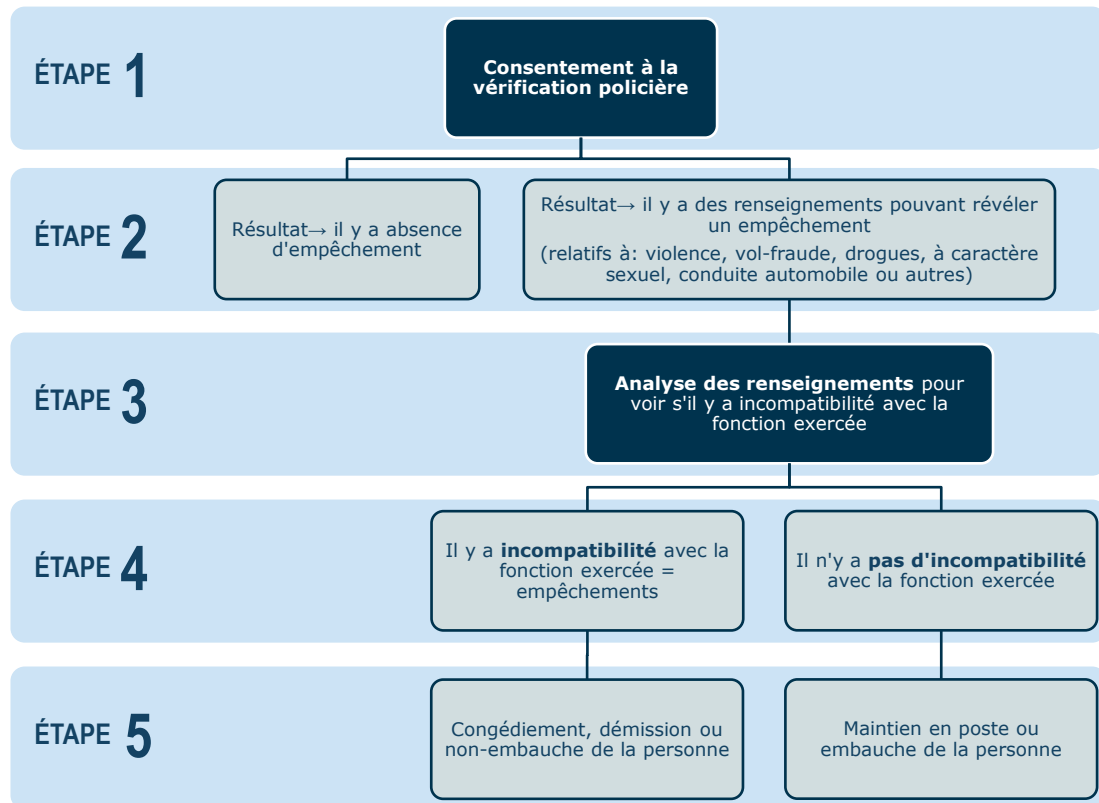 ÉTAPE 1
Consentement à la
vérification policière
ÉTAPE 2
Résultat→ il y a absence
d'empêchement
Résultat→ il y a des renseignements pouvant révéler
un empêchement
(relatifs à: violence, vol-fraude, drogues, à caractère
sexuel, conduite automobile ou autres)
ÉTAPE 3
Analyse des renseignements pour
voir s'il y a incompatibilité avec la
fonction exercée
ÉTAPE 4
Il y a incompatibilité avec la
fonction exercée =
empêchements
Il n'y a pas d'incompatibilité
avec la fonction exercée
ÉTAPE 5
Congédiement, démission ou
non-embauche de la personne
Maintien en poste ou
embauche de la personne